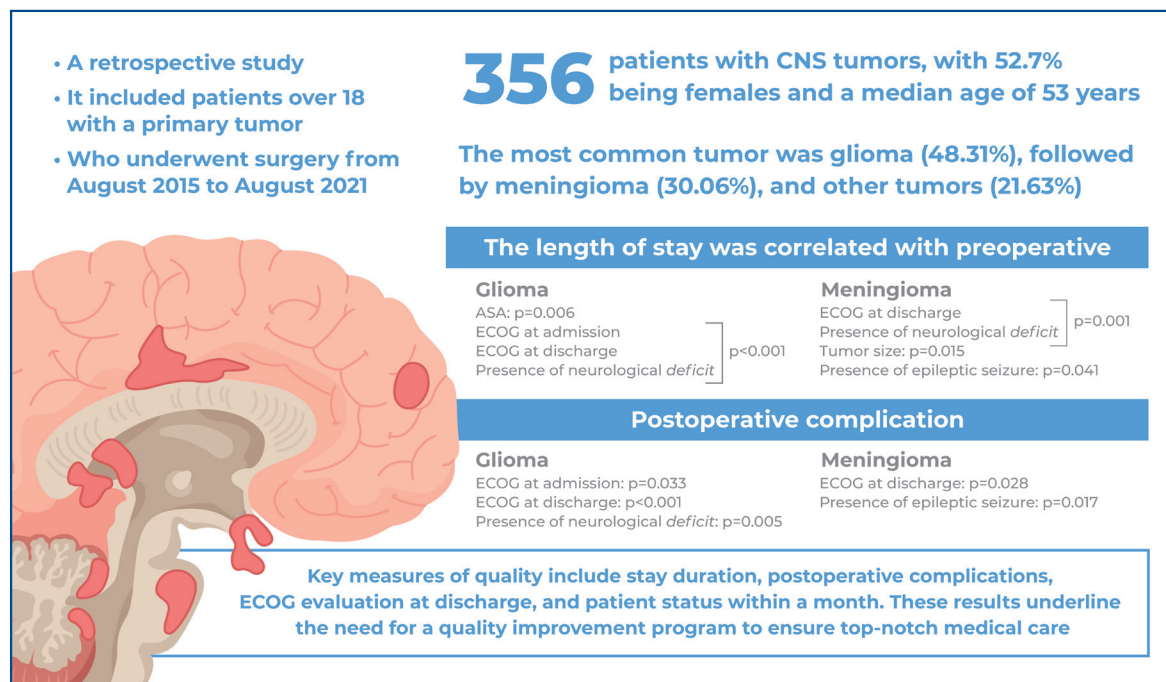 • A retrospective study
• It included patients over 18
with a primary tumor
• Who underwent surgery from
August 2015 to August 2021
356
patients with CNS tumors, with 52.7%
being females and a median age of 53 years
The most common tumor was glioma (48.31%), followed
by meningioma (30.06%), and other tumors (21.63%)
The length of stay was correlated with preoperative
Glioma
ASA: p=0.006
ECOG at admission
ECOG at discharge
Presence of neurological deficit
p<0.001
Meningioma
ECOG at discharge
Presence of neurological deficit
p=0.001
Tumor size: p=0.015
Presence of epileptic seizure: p=0.041
Postoperative complication
Glioma
ECOG at admission: p=0.033
ECOG at discharge: p<0.001
Presence of neurological deficit: p=0.005
Meningioma
ECOG at discharge: p=0.028
Presence of epileptic seizure: p=0.017
Key measures of quality include stay duration, postoperative complications,
ECOG evaluation at discharge, and patient status within a month. These results underline
the need for a quality improvement program to ensure top-notch medical care